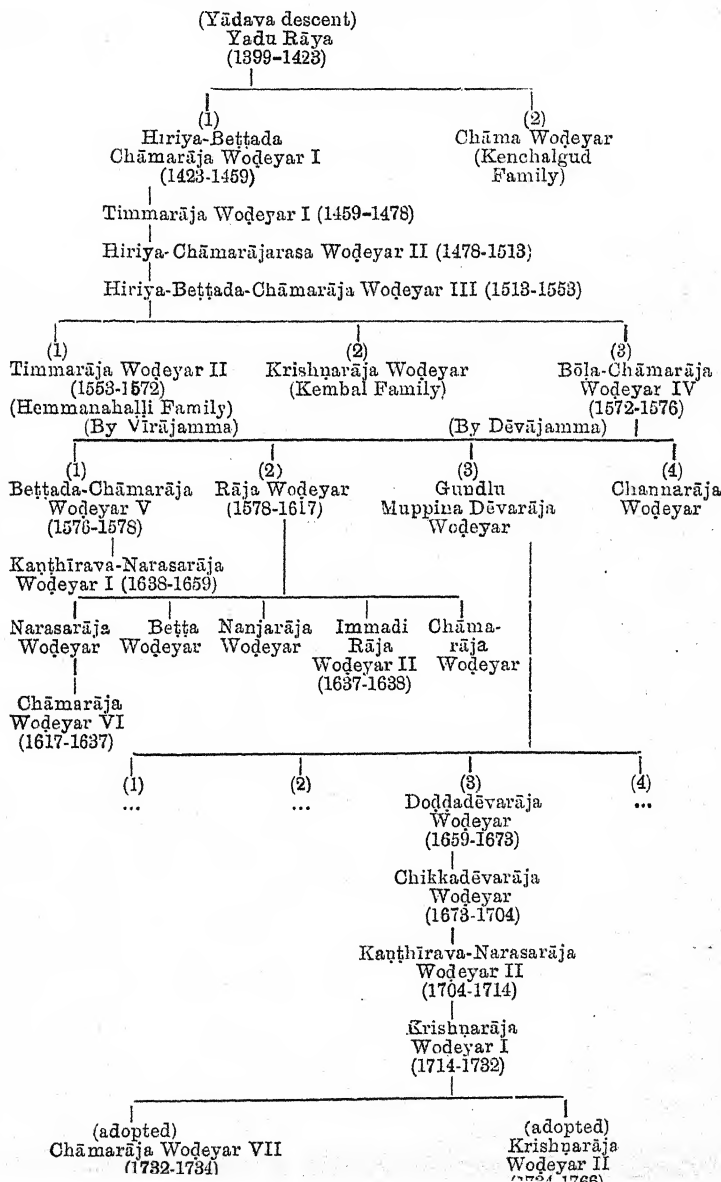 (Yādava descent)
Yadu Rāya
(1399-1423)
(1)
Hiriya-Beṭṭada
Chāmarāja Woḍeyar I
(1423-1459)
(2)
Chāma Woḍeyar
(Kenchalgud
Family)
Timmarāja Woḍeyar I (1459-1478)
Hiriya-Chāmarājarasa Woḍeyar II (1478-1513)
Hiriya-Beṭṭada-Chāmarāja Woḍeyar III (1513-1553)
(1)
Timmarāja Woḍeyar II
(1553-1572)
(Hemmanahaḷḷi Family)
(2)
Krishṇarāja Woḍeyar
(Kembal Family)
(3)
Bōḷa-Chāmarāja
Woḍeyar IV
(1572-1576)
(By Vīrājamma)
(By Dēvājamma)
(1)
Beṭṭada-Chāmarāja
Woḍeyar V
(1576-1578)
(2)
Rāja Woḍeyar
(1578-1617)
(3)
Gundlu
Muppina Dēvarāja
Woḍeyar
(4)
Channarāja
Woḍeyar
Kaṇṭhīrava-Narasarāja
Woḍeyar I (1638-1659)
Narasarāja
Woḍeyar
Beṭṭa
Woḍeyar
Nanjarāja
Woḍeyar
Immadi
Rāja
Woḍeyar II
(1637-1638)
Chāma-
rāja
Woḍeyar
Chāmarāja
Woḍeyar VI
(1617-1637)
(1)
...
(2)
...
(3)
Doḍḍadēvarāja
Woḍeyar
(1659-1673)
(4)
...
Chikkadēvarāja
Woḍeyar
(1673-1704)
Kaṇṭhīrava-Narasarāja
Woḍeyar II
(1704-1714)
Krishṇarāja
Woḍeyar I
(1714-1732)
(adopted)
Chāmarāja Woḍeyar VII
(1732-1734)
(adopted)
Krishṇarāja
Woḍeyar II
(1734-1766)